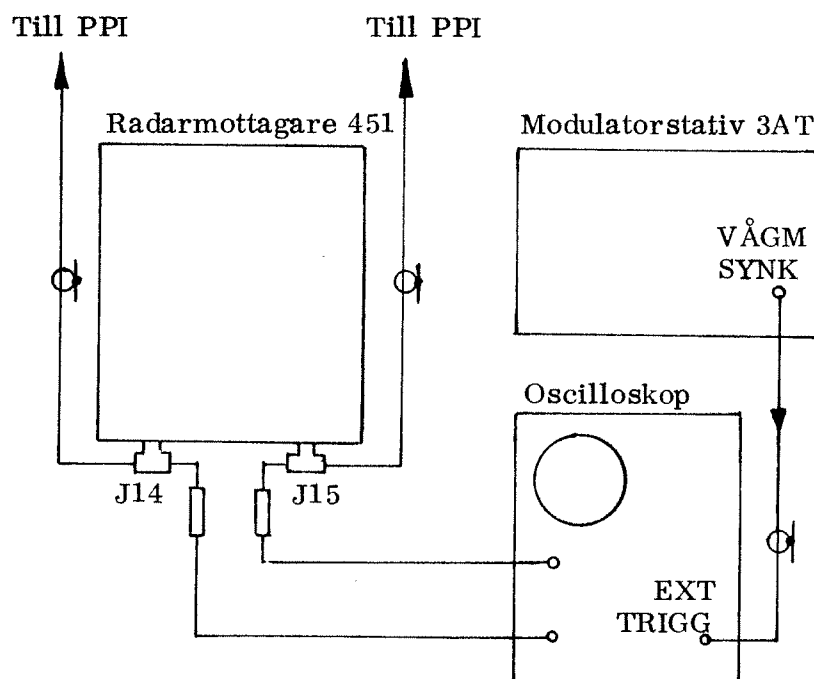 Till PPI
Till PPI
Radarmottagare 451
Modulatorstativ 3AT
VÅGM
SYNK
Oscilloskop
J14
J15
EXT
TRIGG